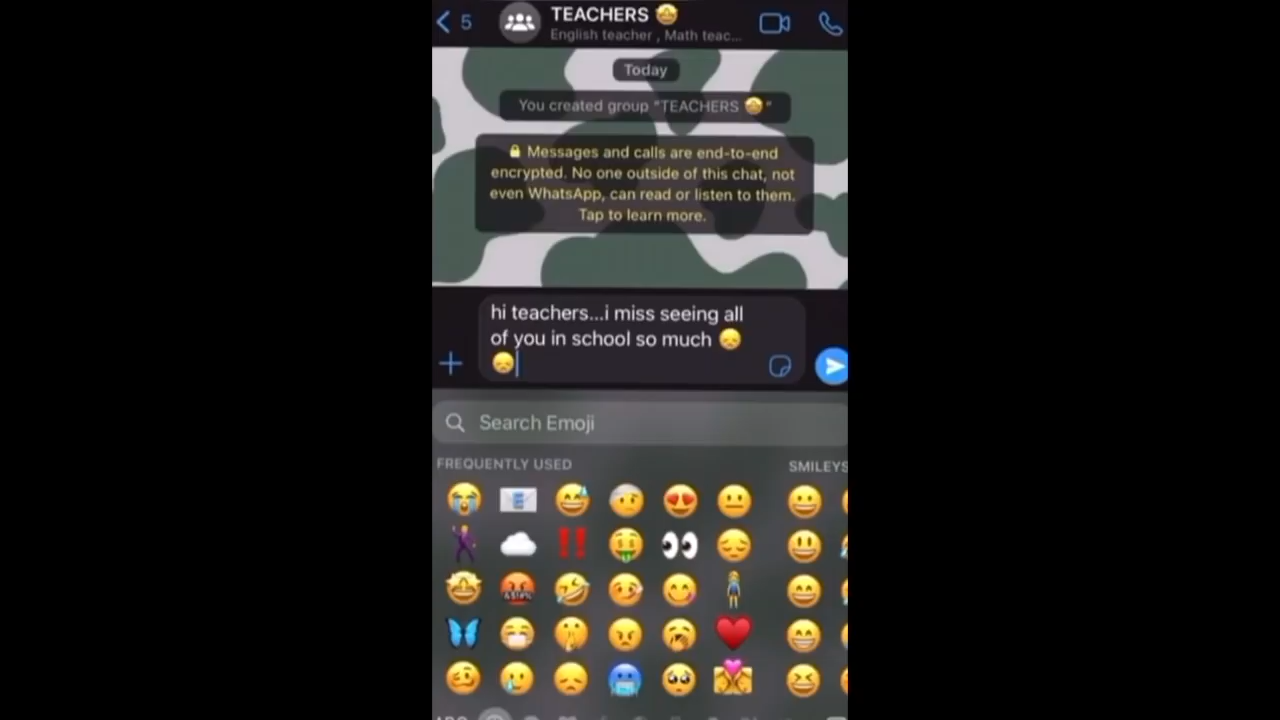 5
TEACHERS 🤩
English teacher , Math teac...
Today
You created group "TEACHERS 🤩"
🔒 Messages and calls are end-to-end
encrypted. No one outside of this chat, not
even WhatsApp, can read or listen to them.
Tap to learn more.
hi teachers...i miss seeing all
of you in school so much 😞
😞
Search Emoji
FREQUENTLY USED
SMILEYS